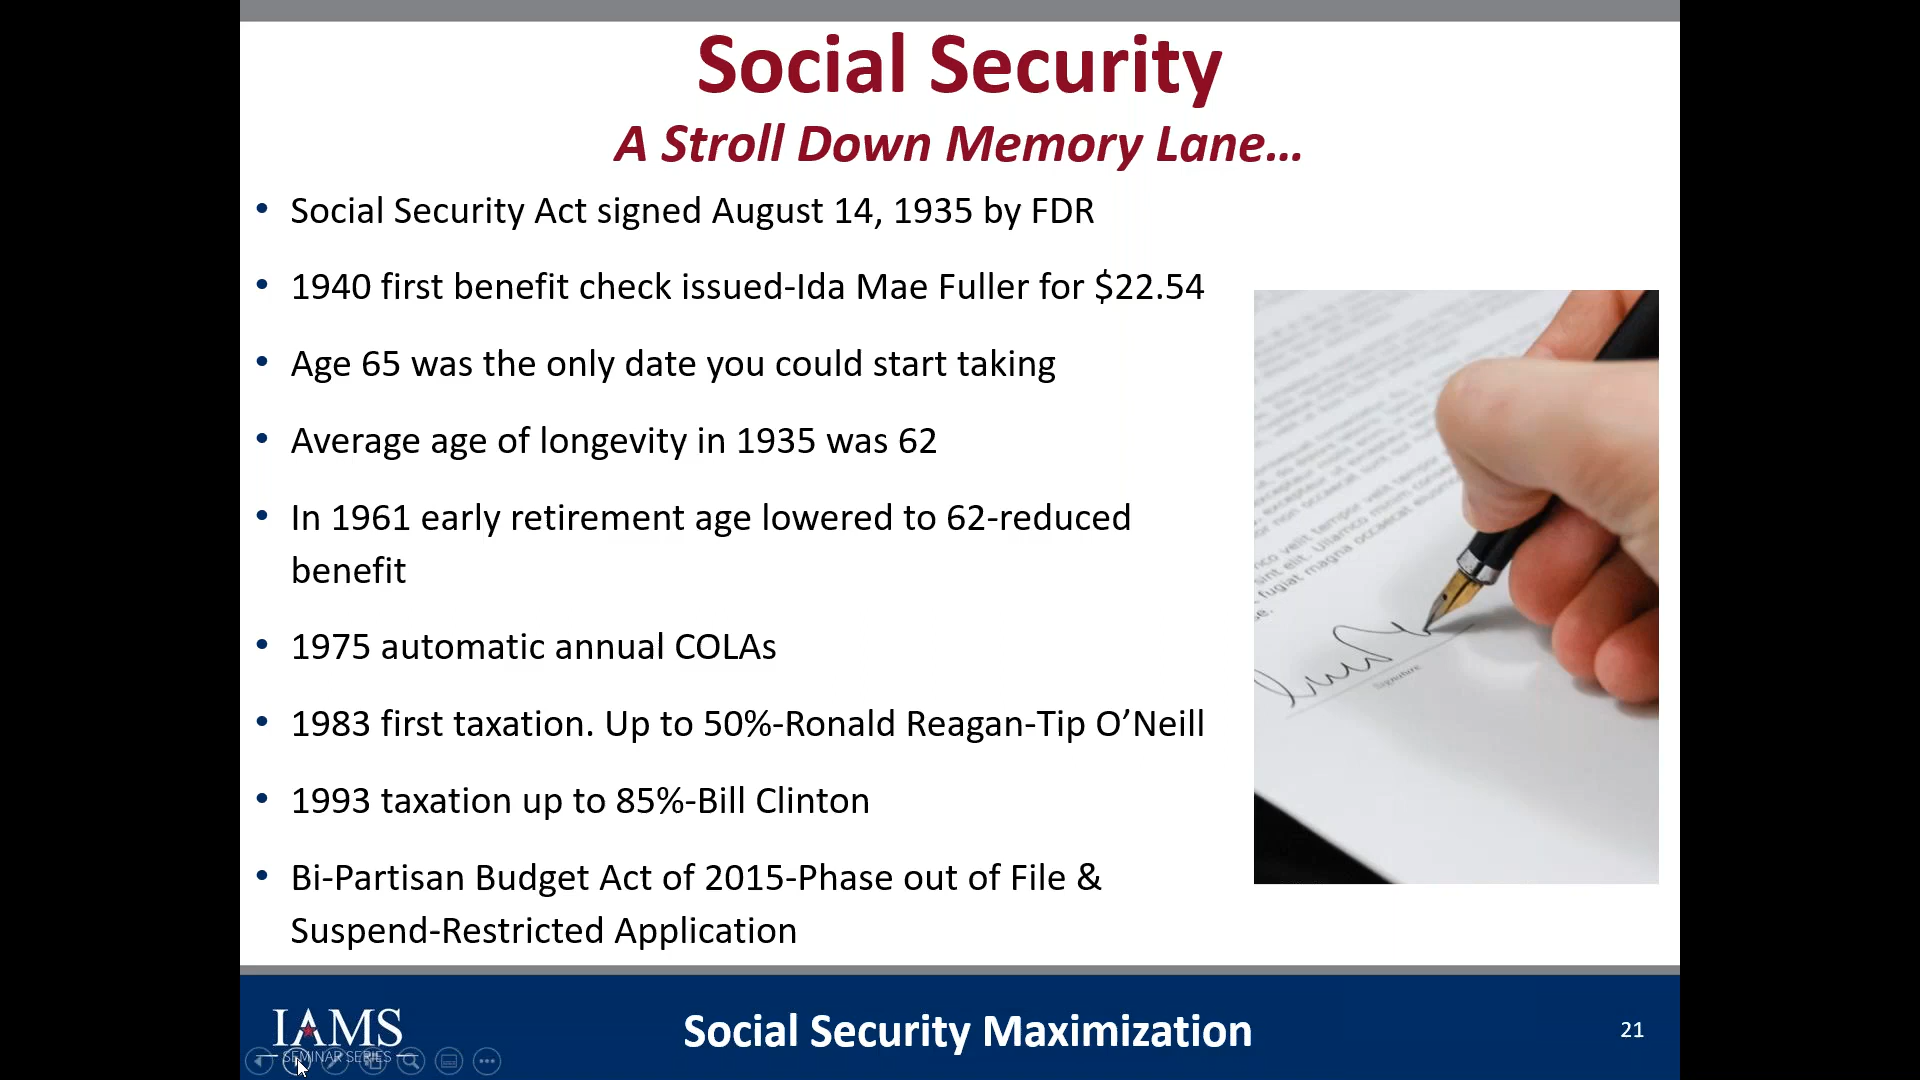 Social Security
A Stroll Down Memory Lane…
• Social Security Act signed August 14, 1935 by FDR
• 1940 first benefit check issued-Ida Mae Fuller for $22.54
• Age 65 was the only date you could start taking
• Average age of longevity in 1935 was 62
• In 1961 early retirement age lowered to 62-reduced
benefit
• 1975 automatic annual COLAs
• 1983 first taxation. Up to 50%-Ronald Reagan-Tip O’Neill
• 1993 taxation up to 85%-Bill Clinton
• Bi-Partisan Budget Act of 2015-Phase out of File &
Suspend-Restricted Application
Signature
IAMS
SEMINAR SERIES
Social Security Maximization
21